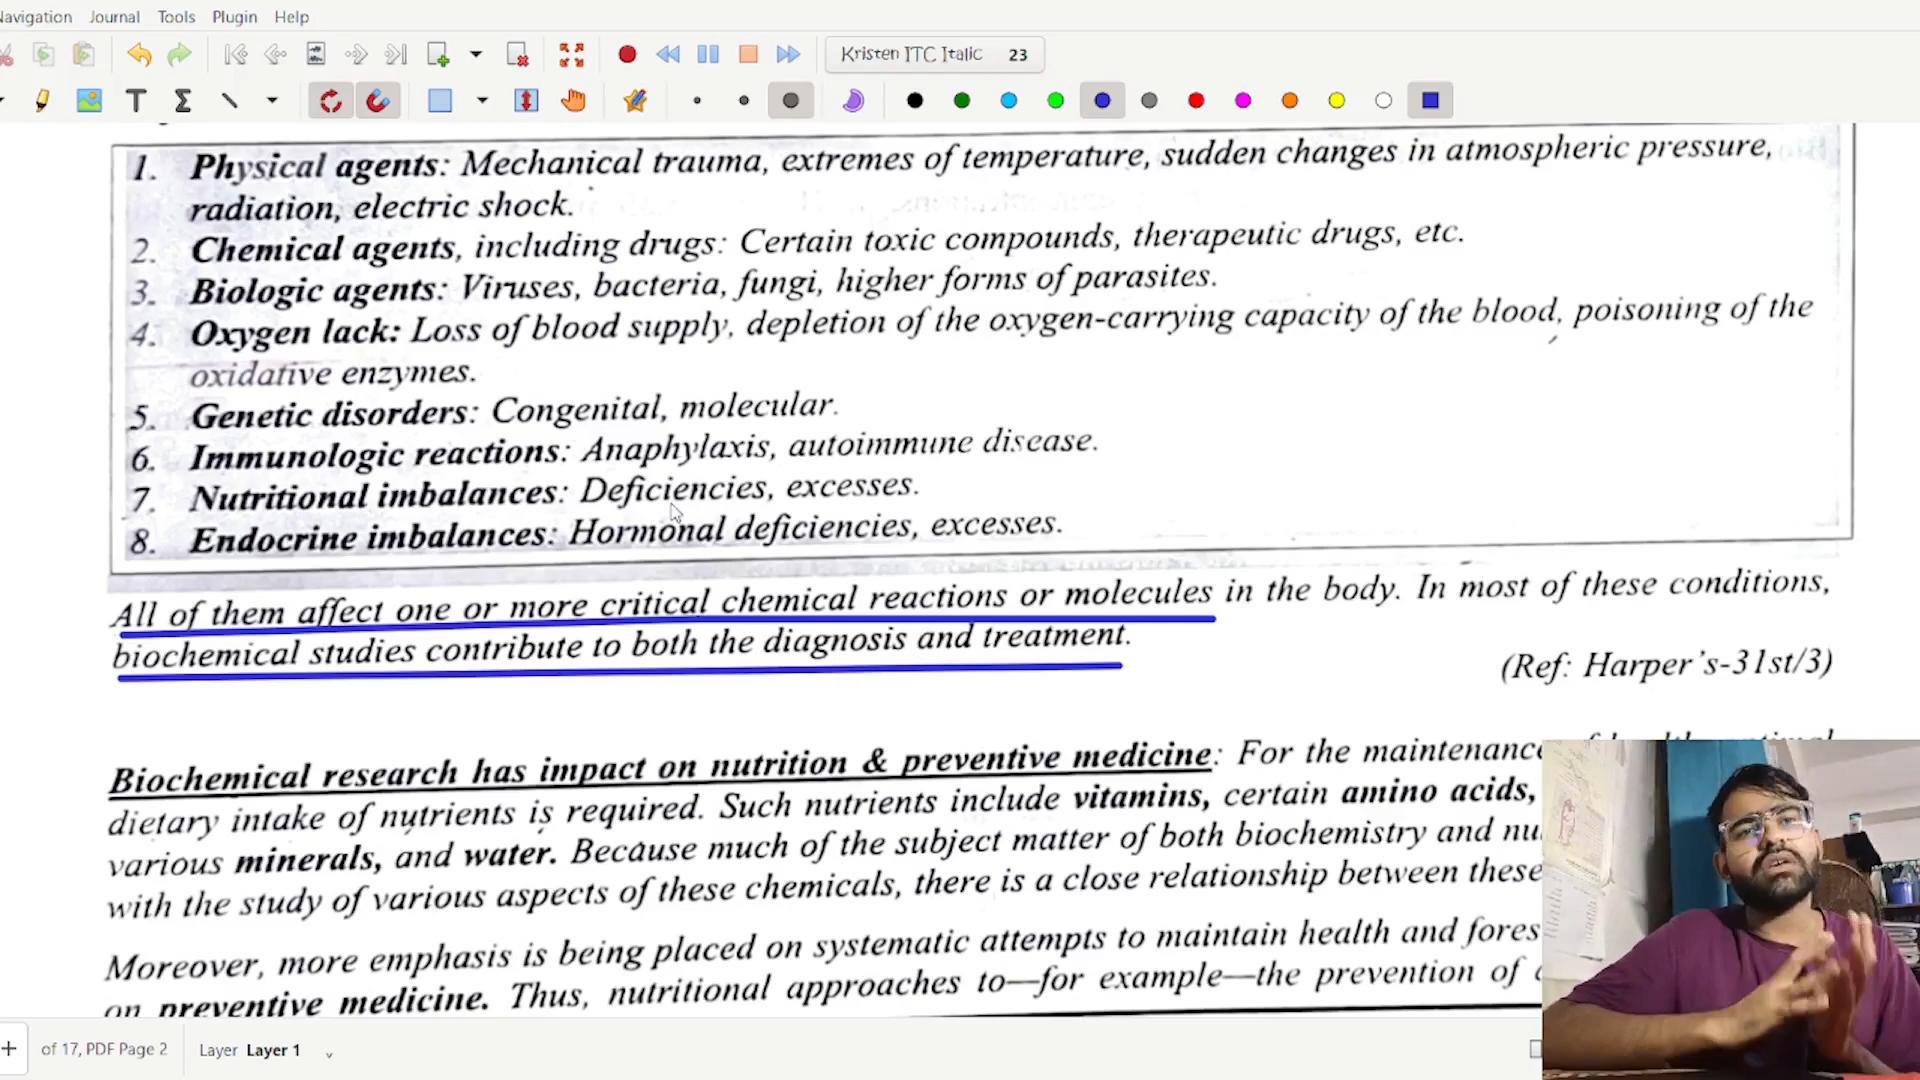 Navigation Journal Tools Plugin Help
Kristen ITC Italic 23
1. Physical agents: Mechanical trauma, extremes of temperature, sudden changes in atmospheric pressure,
radiation, electric shock.
2. Chemical agents, including drugs: Certain toxic compounds, therapeutic drugs, etc.
3. Biologic agents: Viruses, bacteria, fungi, higher forms of parasites.
4. Oxygen lack: Loss of blood supply, depletion of the oxygen-carrying capacity of the blood, poisoning of the
oxidative enzymes.
5. Genetic disorders: Congenital, molecular.
6. Immunologic reactions: Anaphylaxis, autoimmune disease.
7. Nutritional imbalances: Deficiencies, excesses.
8. Endocrine imbalances: Hormonal deficiencies, excesses.
All of them affect one or more critical chemical reactions or molecules in the body. In most of these conditions,
biochemical studies contribute to both the diagnosis and treatment.
(Ref: Harper's-31st/3)
Biochemical research has impact on nutrition & preventive medicine: For the maintenance
dietary intake of nutrients is required. Such nutrients include vitamins, certain amino acids,
various minerals, and water. Because much of the subject matter of both biochemistry and
with the study of various aspects of these chemicals, there is a close relationship between these
Moreover, more emphasis is being placed on systematic attempts to maintain health and
on preventive medicine. Thus, nutritional approaches to—for example—the prevention of
of 17, PDF Page 2 Layer Layer 1